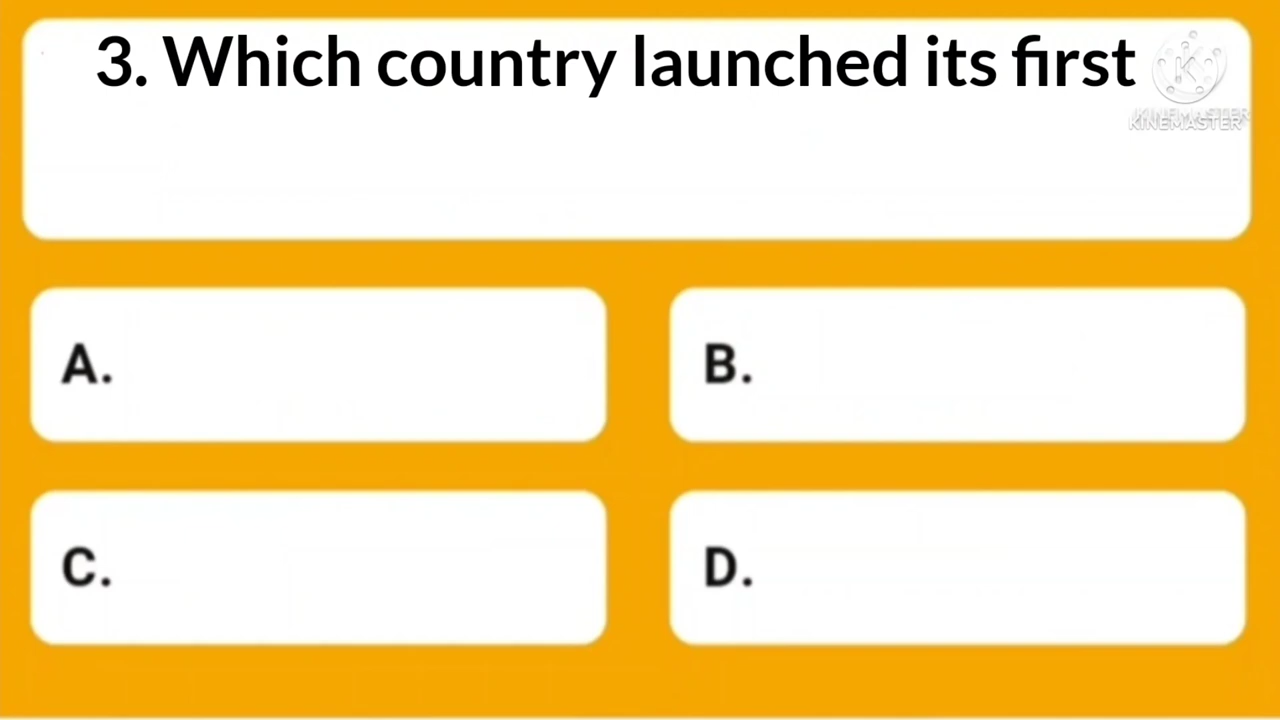 3. Which country launched its first
KINEMASTER
A.
B.
C.
D.